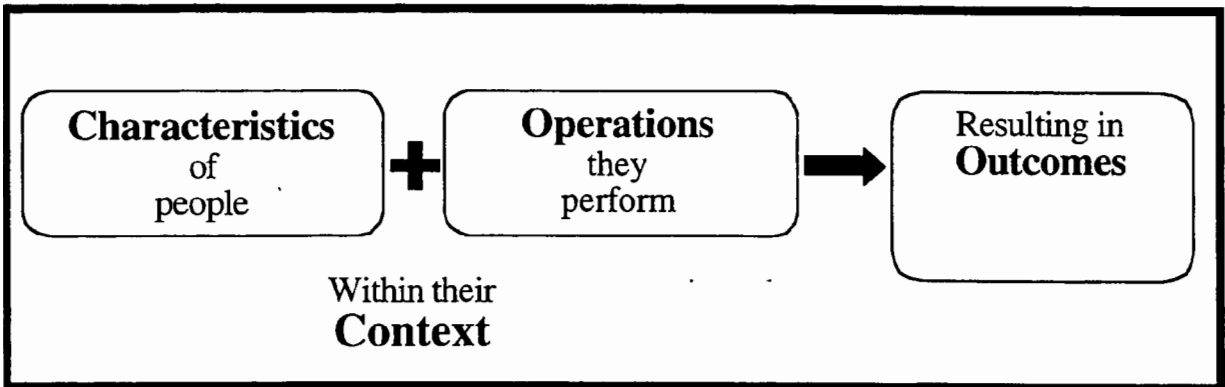 Characteristics
of
people
Operations
they
perform
Resulting in
Outcomes
Within their
Context